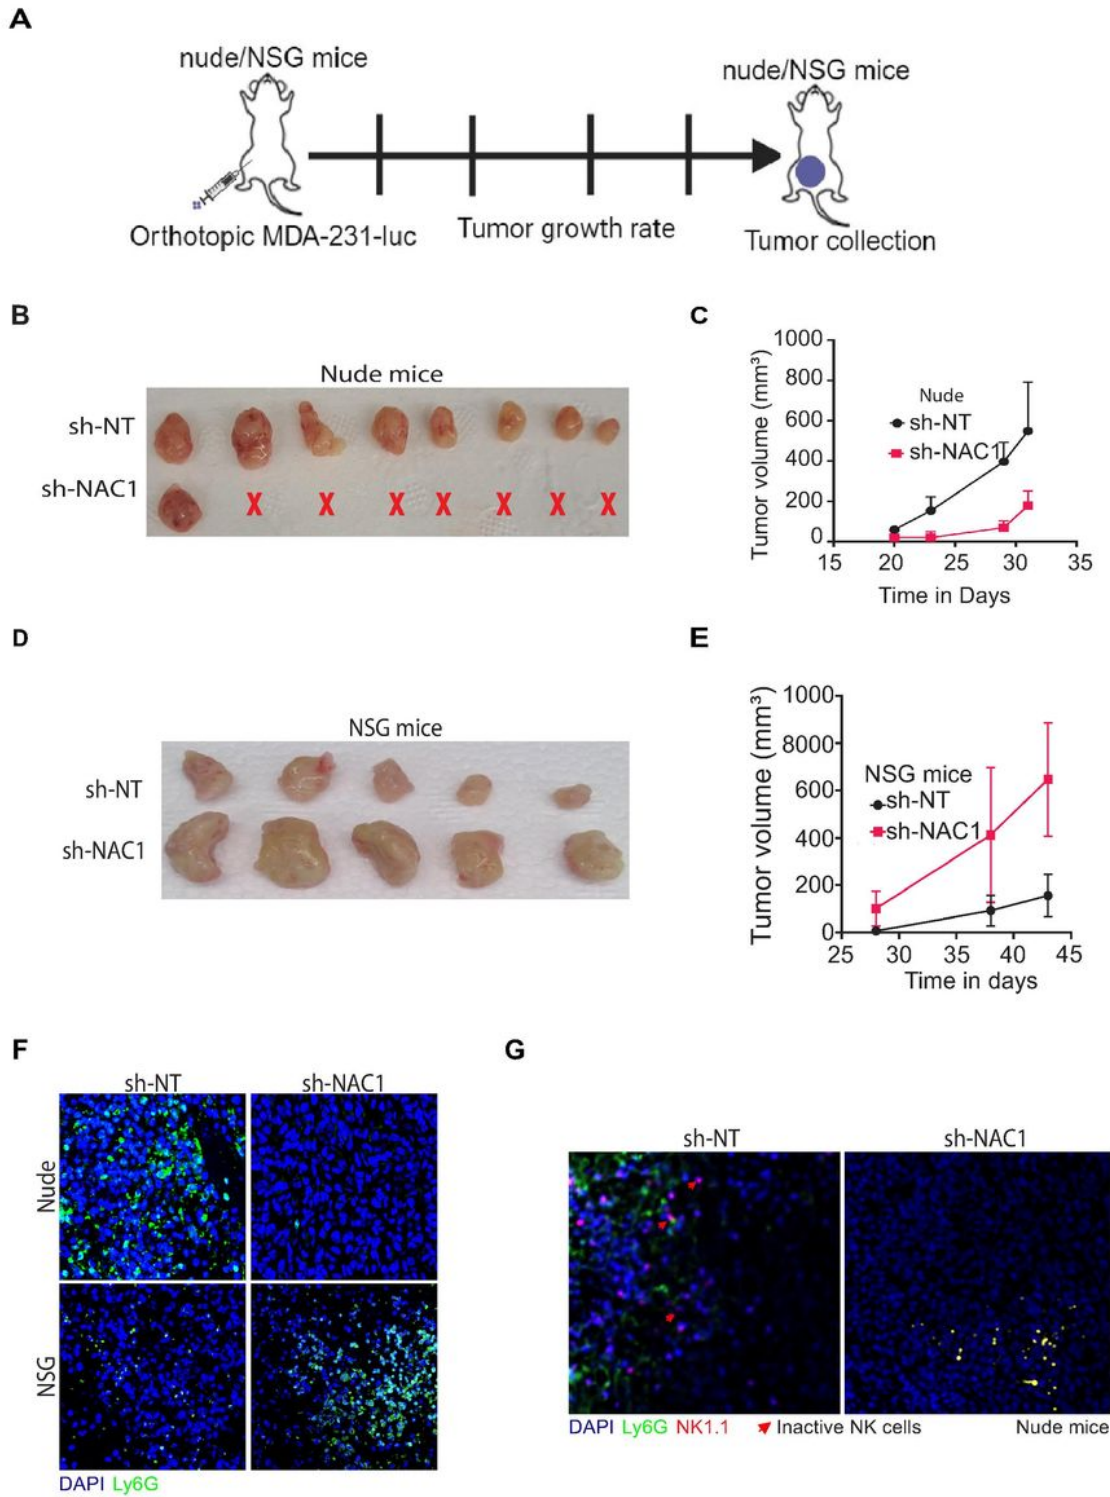 A
nude/NSG mice
nude/NSG mice
Orthotopic MDA-231-luc
Tumor growth rate
Tumor collection
B
Nude mice
sh-NT
sh-NAC1
X X X X X X X
C
Tumor volume (mm³)
1000
800
600
400
200
0
Nude
sh-NT
sh-NAC1
15 20 25 30 35
Time in Days
D
NSG mice
sh-NT
sh-NAC1
E
Tumor volume (mm³)
1000
8000
600
400
200
0
NSG mice
sh-NT
sh-NAC1
25 30 35 40 45
Time in days
F
sh-NT sh-NAC1
Nude
NSG
DAPI Ly6G
G
sh-NT sh-NAC1
DAPI Ly6G NK1.1 Inactive NK cells Nude mice